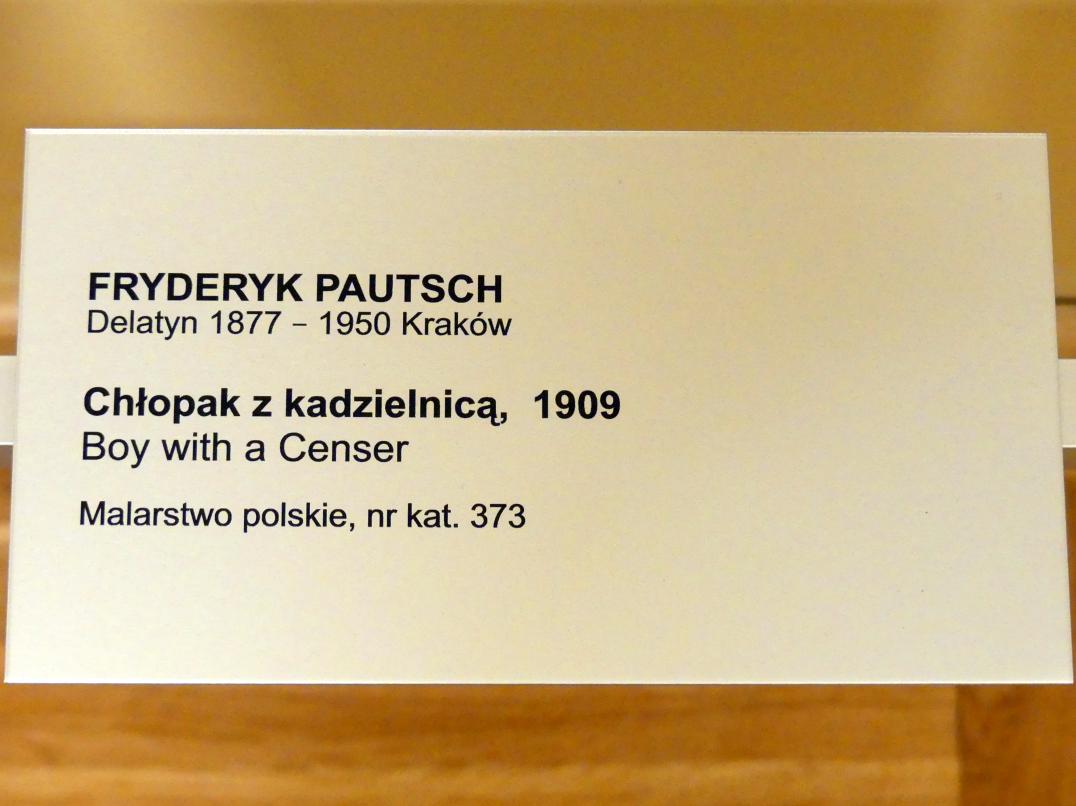 FRYDERYK PAUTSCH
Delatyn 1877 – 1950 Kraków
Chłopak z kadzielnicą, 1909
Boy with a Censer
Malarstwo polskie, nr kat. 373